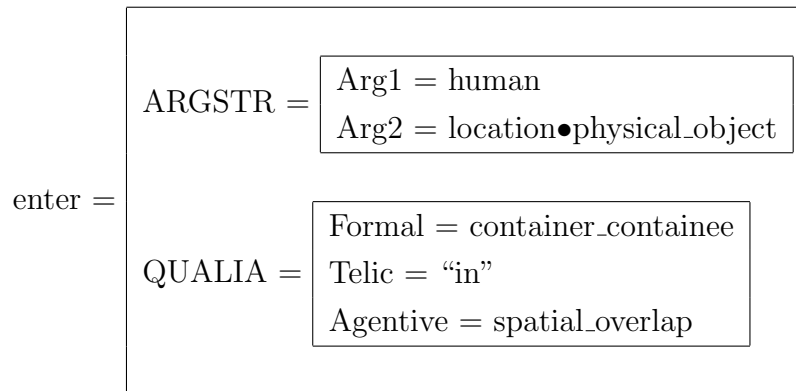 ARGSTR = Arg1 = human
Arg2 = location•physical_object
enter =
QUALIA = Formal = container_containee
Telic = “in”
Agentive = spatial_overlap